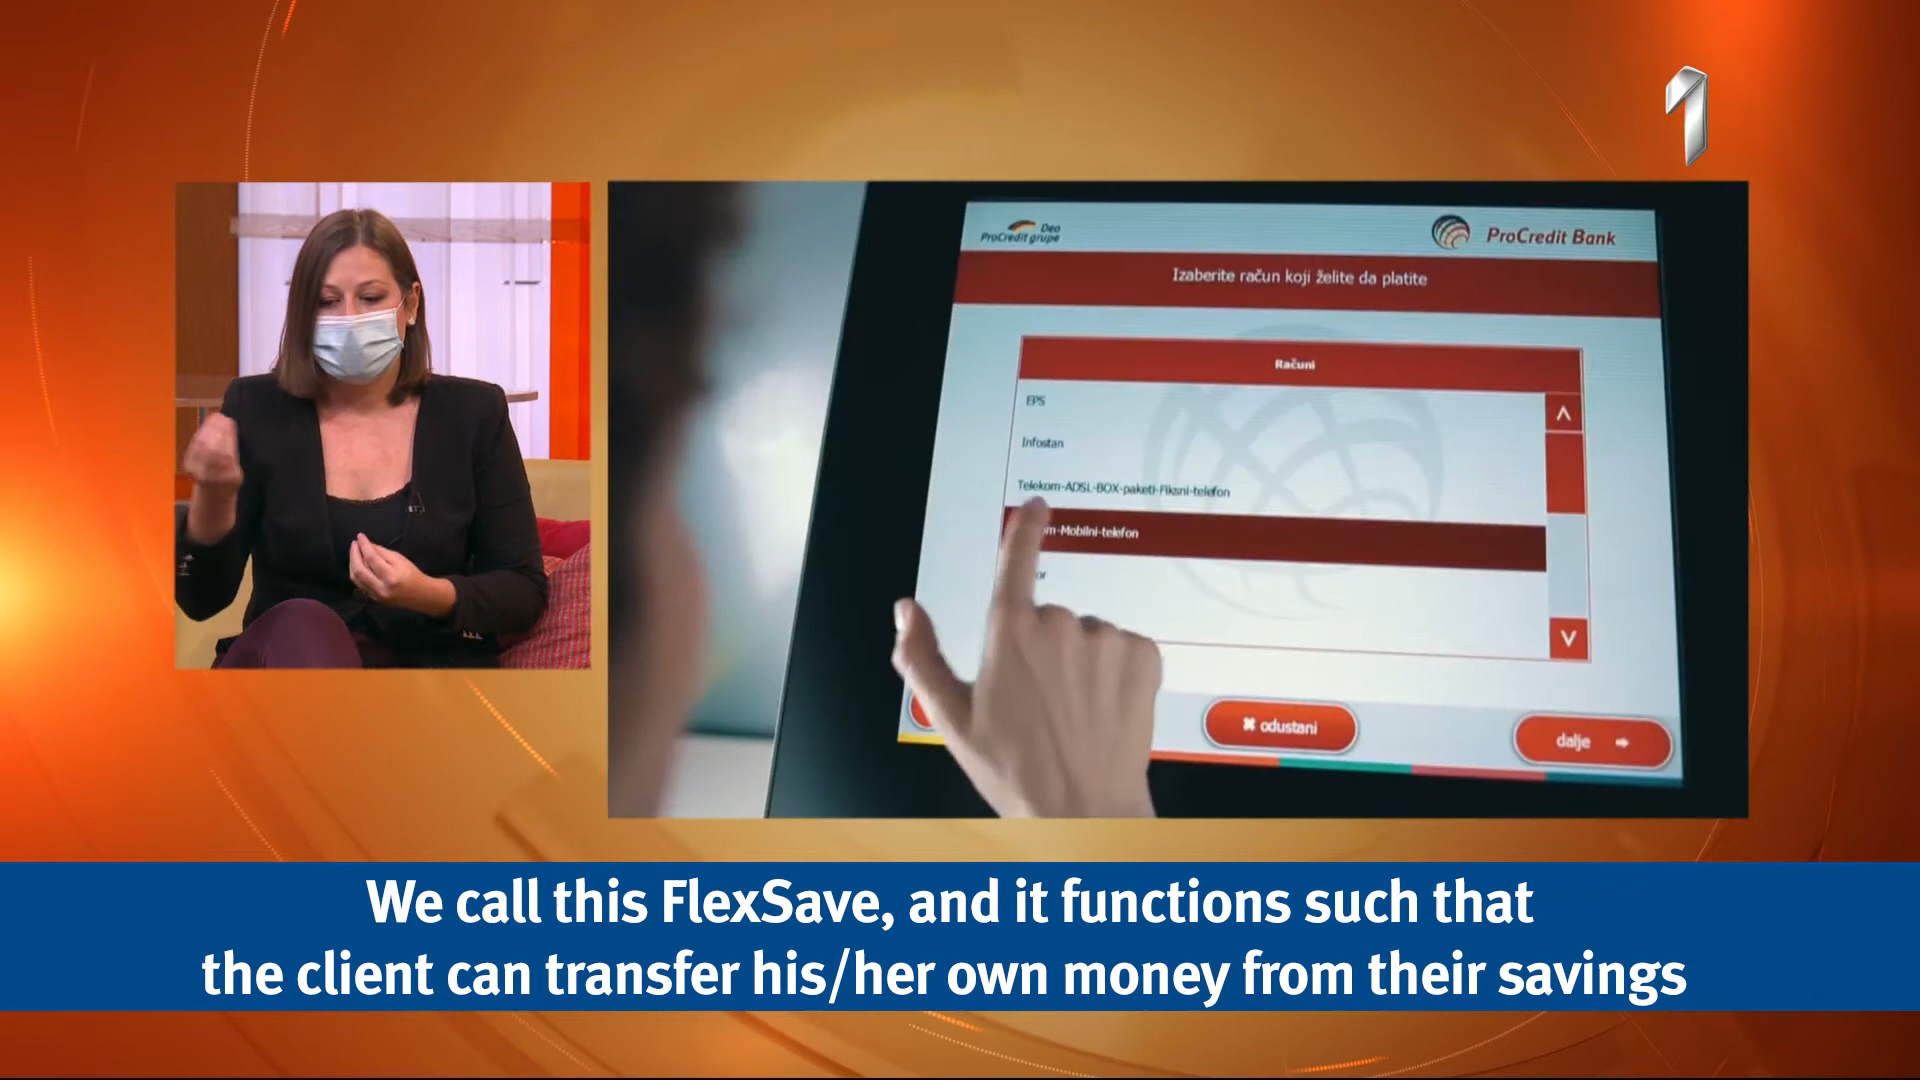 1
Deo
ProCredit grupe
ProCredit Bank
Izaberite račun koji želite da platite
Računi
EPS
Infostan
Telekom-ADSL-BOX-paketi-Fiksni-telefon
-Mobilni-telefon
odustani
dalje
We call this FlexSave, and it functions such that
the client can transfer his/her own money from their savings